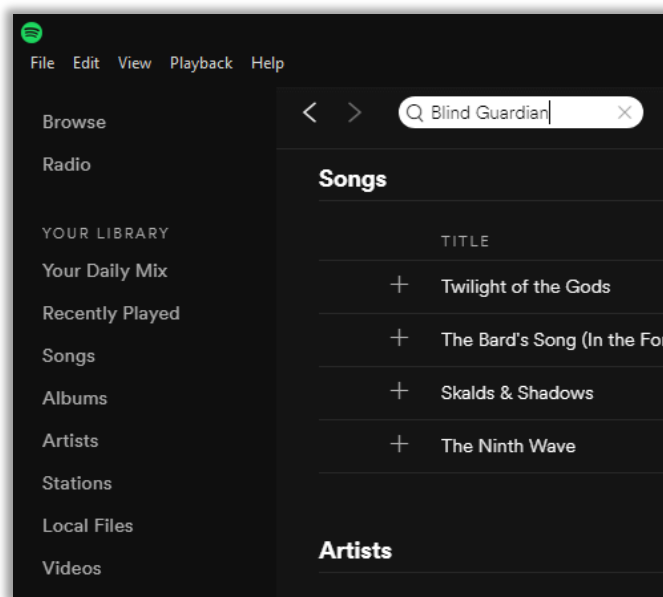 File Edit View Playback Help
Blind Guardian
Browse
Radio
YOUR LIBRARY
Your Daily Mix
Recently Played
Songs
Albums
Artists
Stations
Local Files
Videos
Songs
TITLE
Twilight of the Gods
The Bard's Song (In the
Skalds & Shadows
The Ninth Wave
Artists